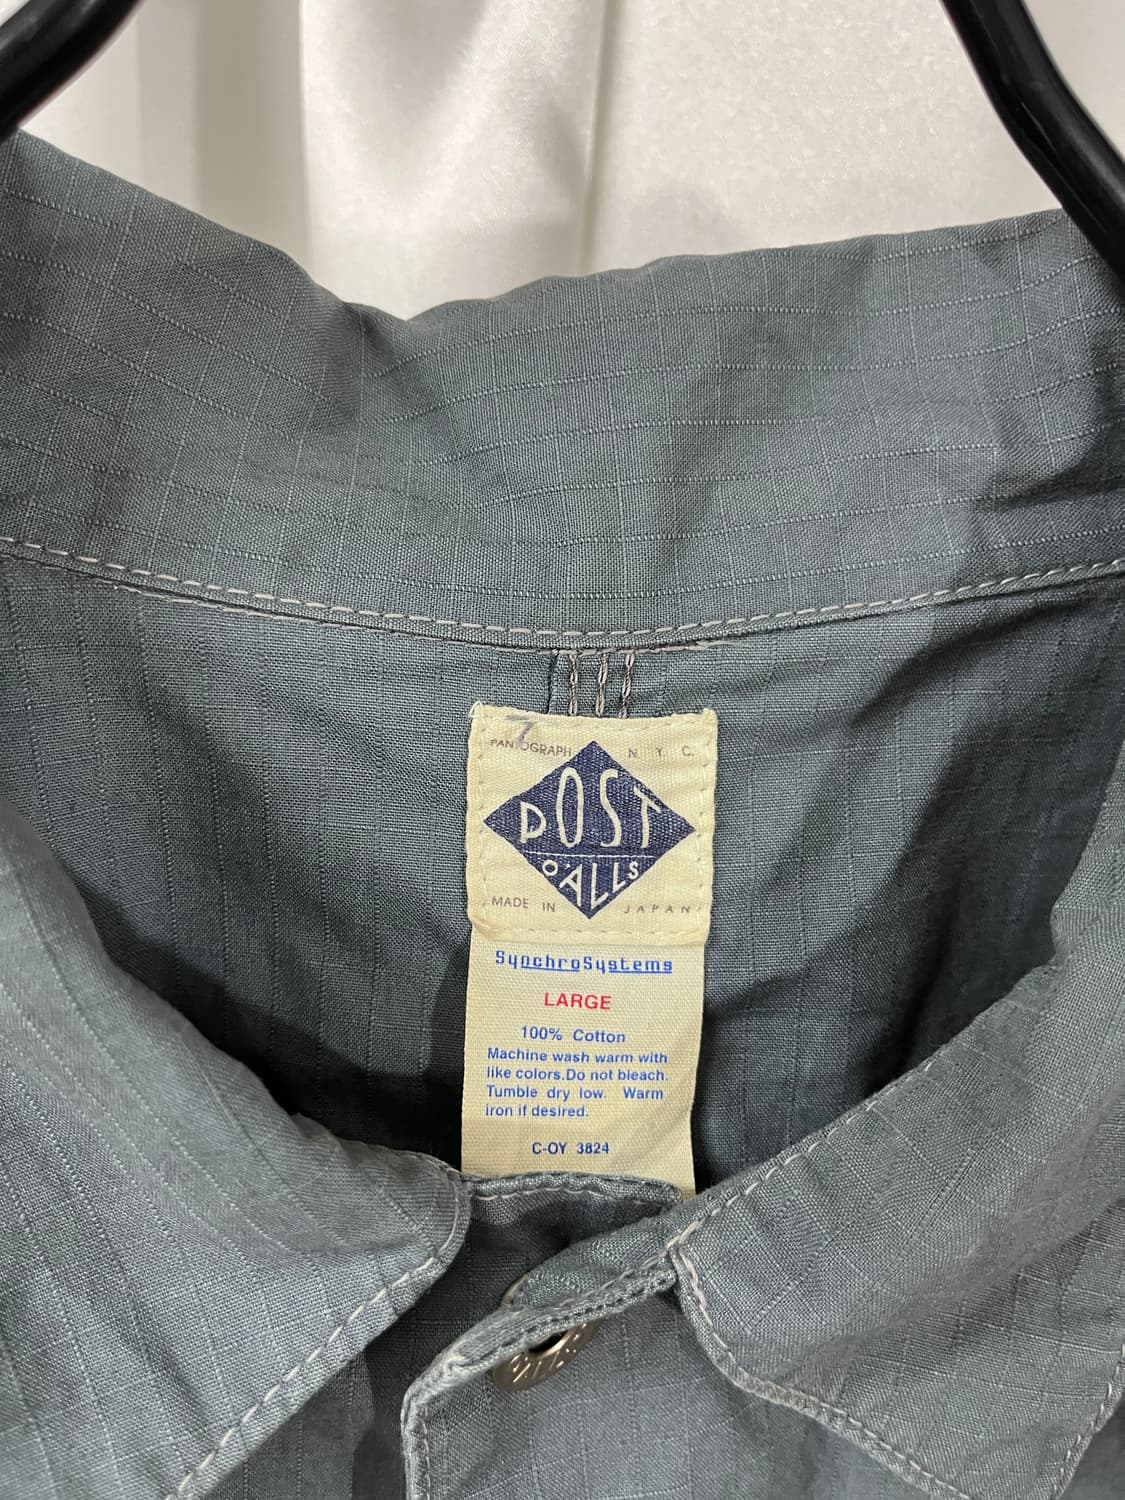 7
PANTOGRAPH N. Y. C.
POST
O'ALLS
MADE IN JAPAN
SynchroSystems
LARGE
100% Cotton
Machine wash warm with
like colors.Do not bleach.
Tumble dry low. Warm
iron if desired.
C-OY 3824